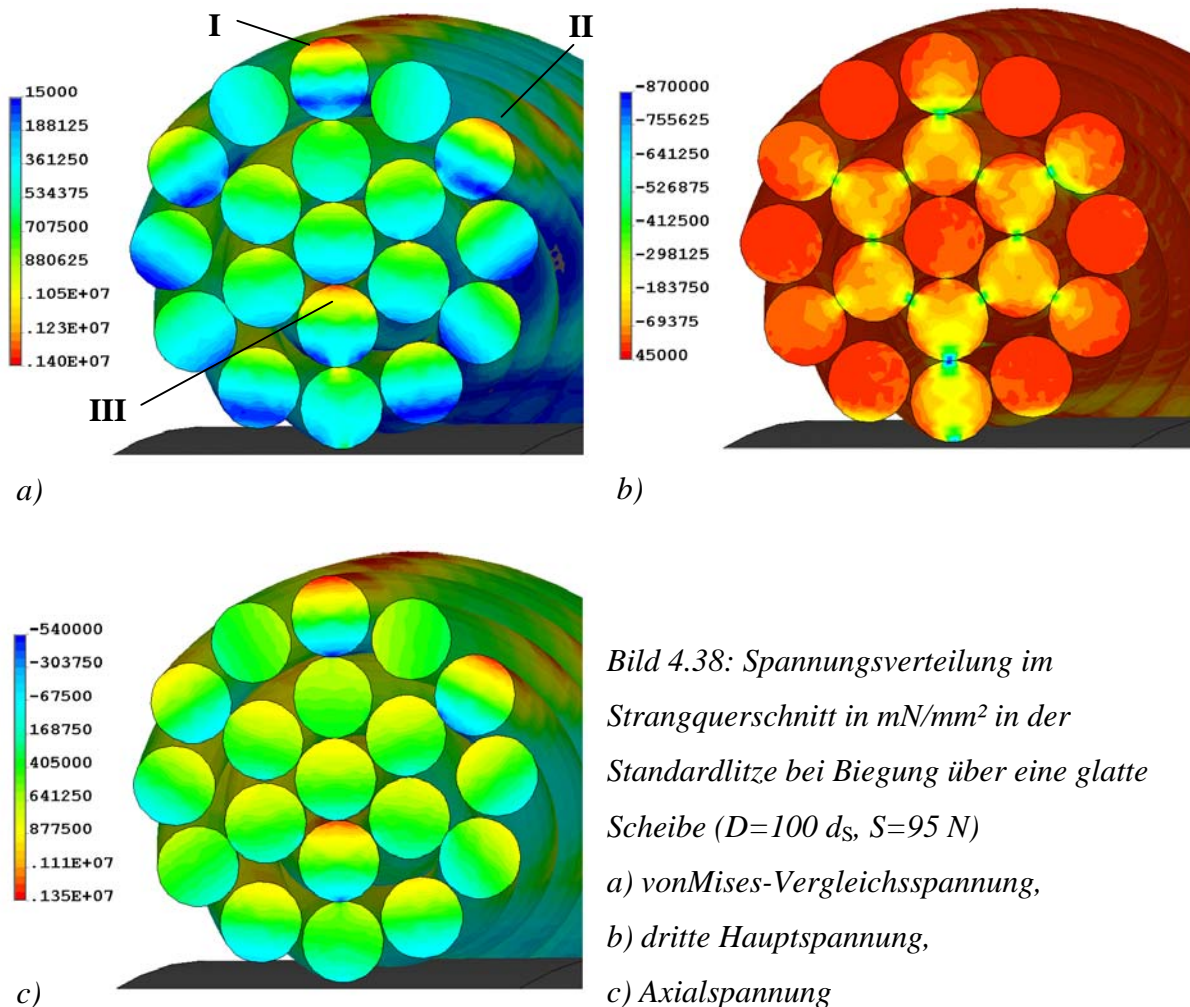 I
II
15000
188125
361250
534375
707500
880625
.105E+07
.123E+07
.140E+07
III
a)
-870000
-755625
-641250
-526875
-412500
-298125
-183750
-69375
45000
b)
-540000
-303750
-67500
168750
405000
641250
877500
.111E+07
.135E+07
c)
Bild 4.38: Spannungsverteilung im
Strangquerschnitt in mN/mm² in der
Standardlitze bei Biegung über eine glatte
Scheibe (D=100 dS, S=95 N)
a) vonMises-Vergleichsspannung,
b) dritte Hauptspannung,
c) Axialspannung